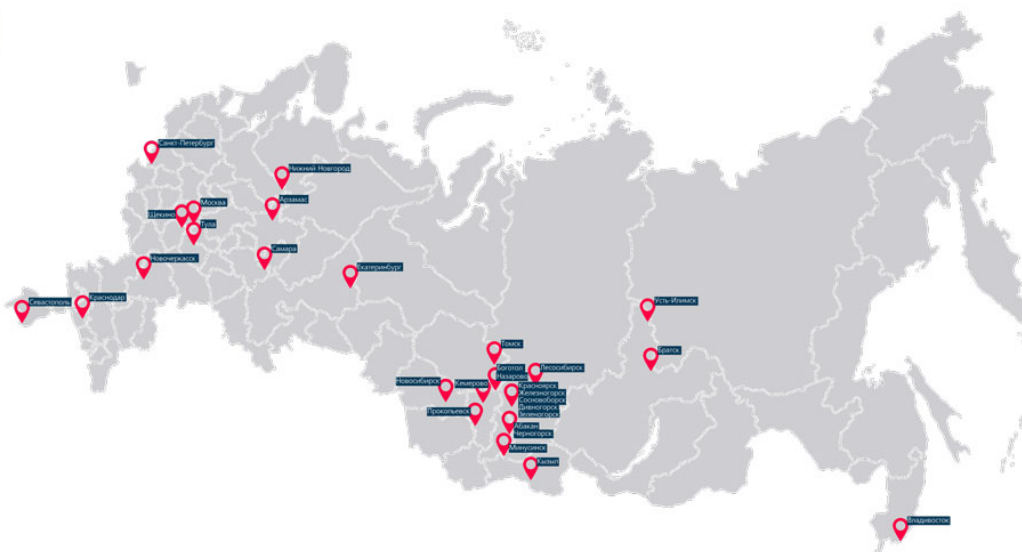 Санкт-Петербург
Нижний Новгород
Арзамас
Москва
Щекино
Тула
Самара
Новочеркасск
Екатеринбург
Севастополь
Краснодар
Усть-Илимск
Томск
Братск
Боготол
Лесосибирск
Назарово
Новосибирск
Кемерово
Красноярск
Железногорск
Сосновоборск
Прокопьевск
Дивногорск
Зеленогорск
Абакан
Черногорск
Минусинск
Кызыл
Владивосток